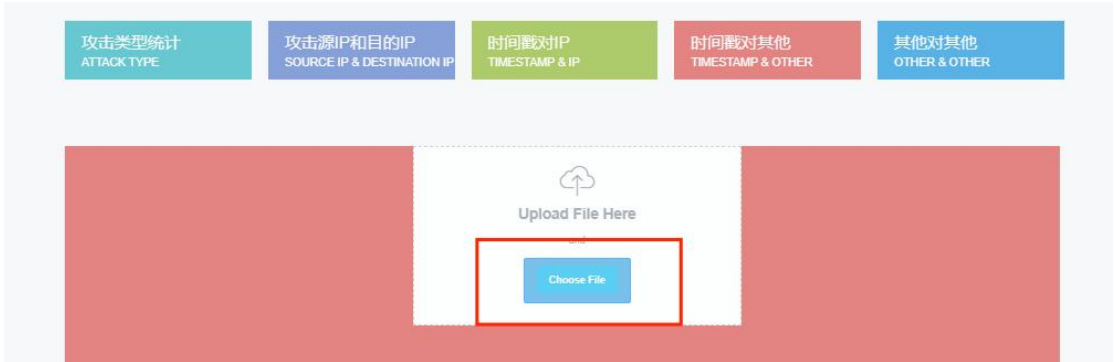 攻击类型统计
ATTACK TYPE
攻击源IP和目的IP
SOURCE IP & DESTINATION IP
时间戳对IP
TIMESTAMP & IP
时间戳对其他
TIMESTAMP & OTHER
其他对其他
OTHER & OTHER
Upload File Here
Choose File